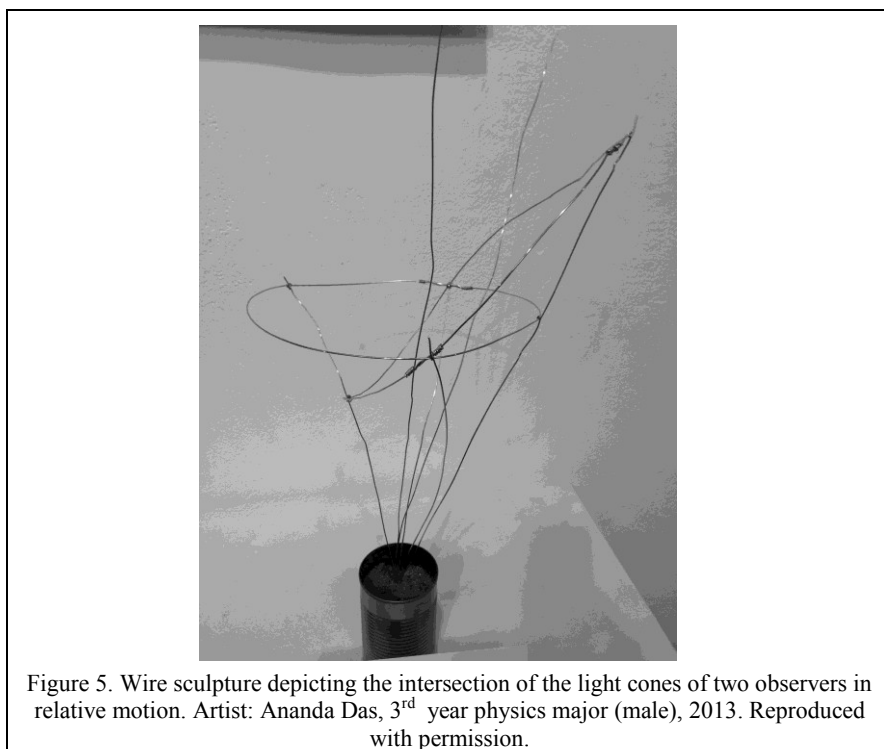 Figure 5. Wire sculpture depicting the intersection of the light cones of two observers in
relative motion. Artist: Ananda Das, 3rd year physics major (male), 2013. Reproduced
with permission.